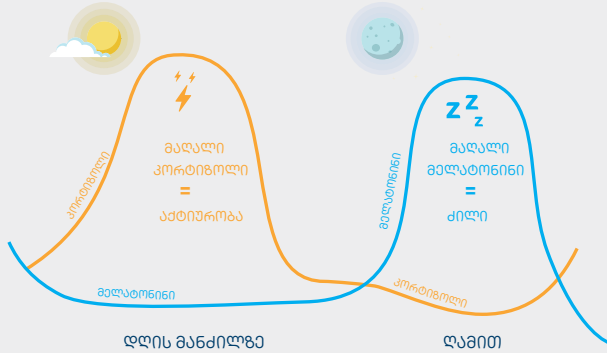 z z z
მაღალი
კორტიზოლი
=
აქტიურობა
მაღალი
მელატონინი
=
ძილი
კორტიზოლი
მელატონინი
მელატონინი
კორტიზოლი
დღის მანძილზე
ღამით